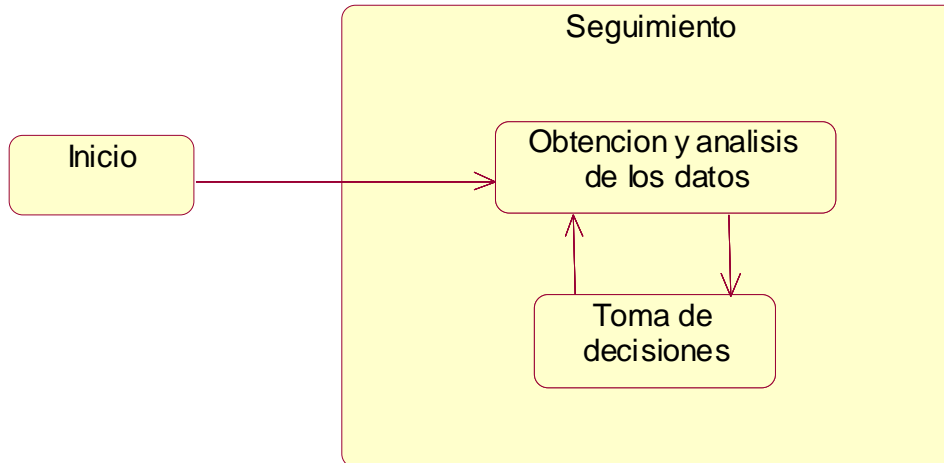 Seguimiento
Inicio
Obtencion y analisis
de los datos
Toma de
decisiones